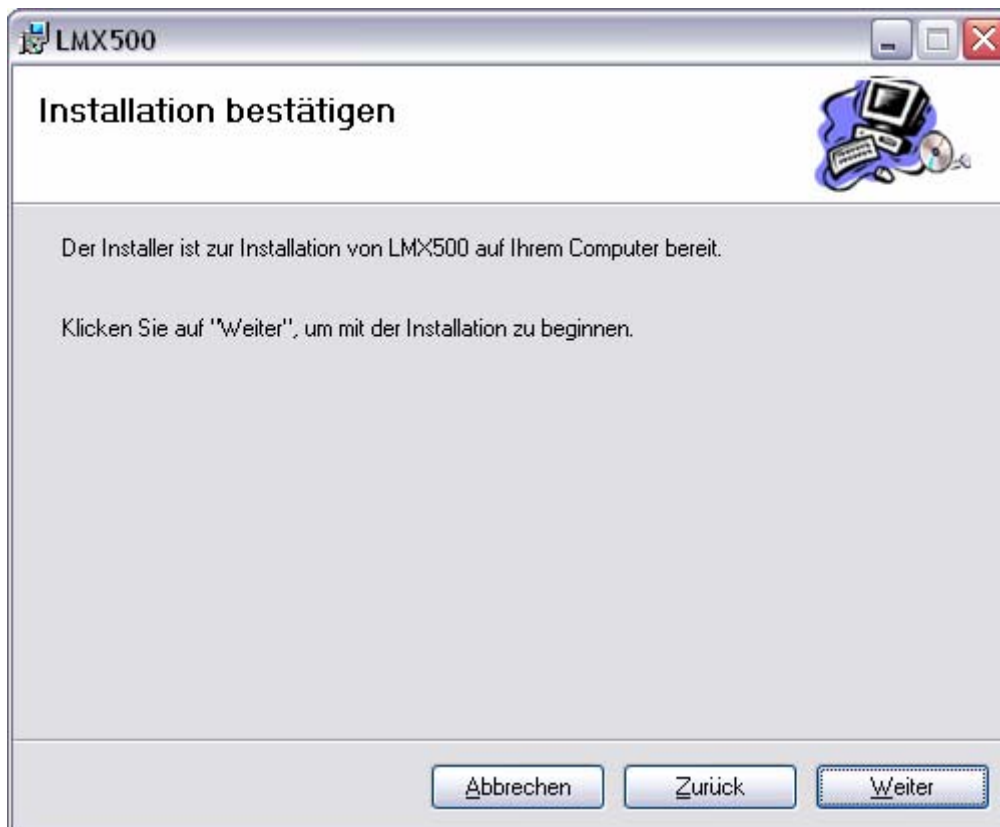 LMX500
Installation bestätigen
Der Installer ist zur Installation von LMX500 auf Ihrem Computer bereit.
Klicken Sie auf "Weiter", um mit der Installation zu beginnen.
Abbrechen Zurück Weiter